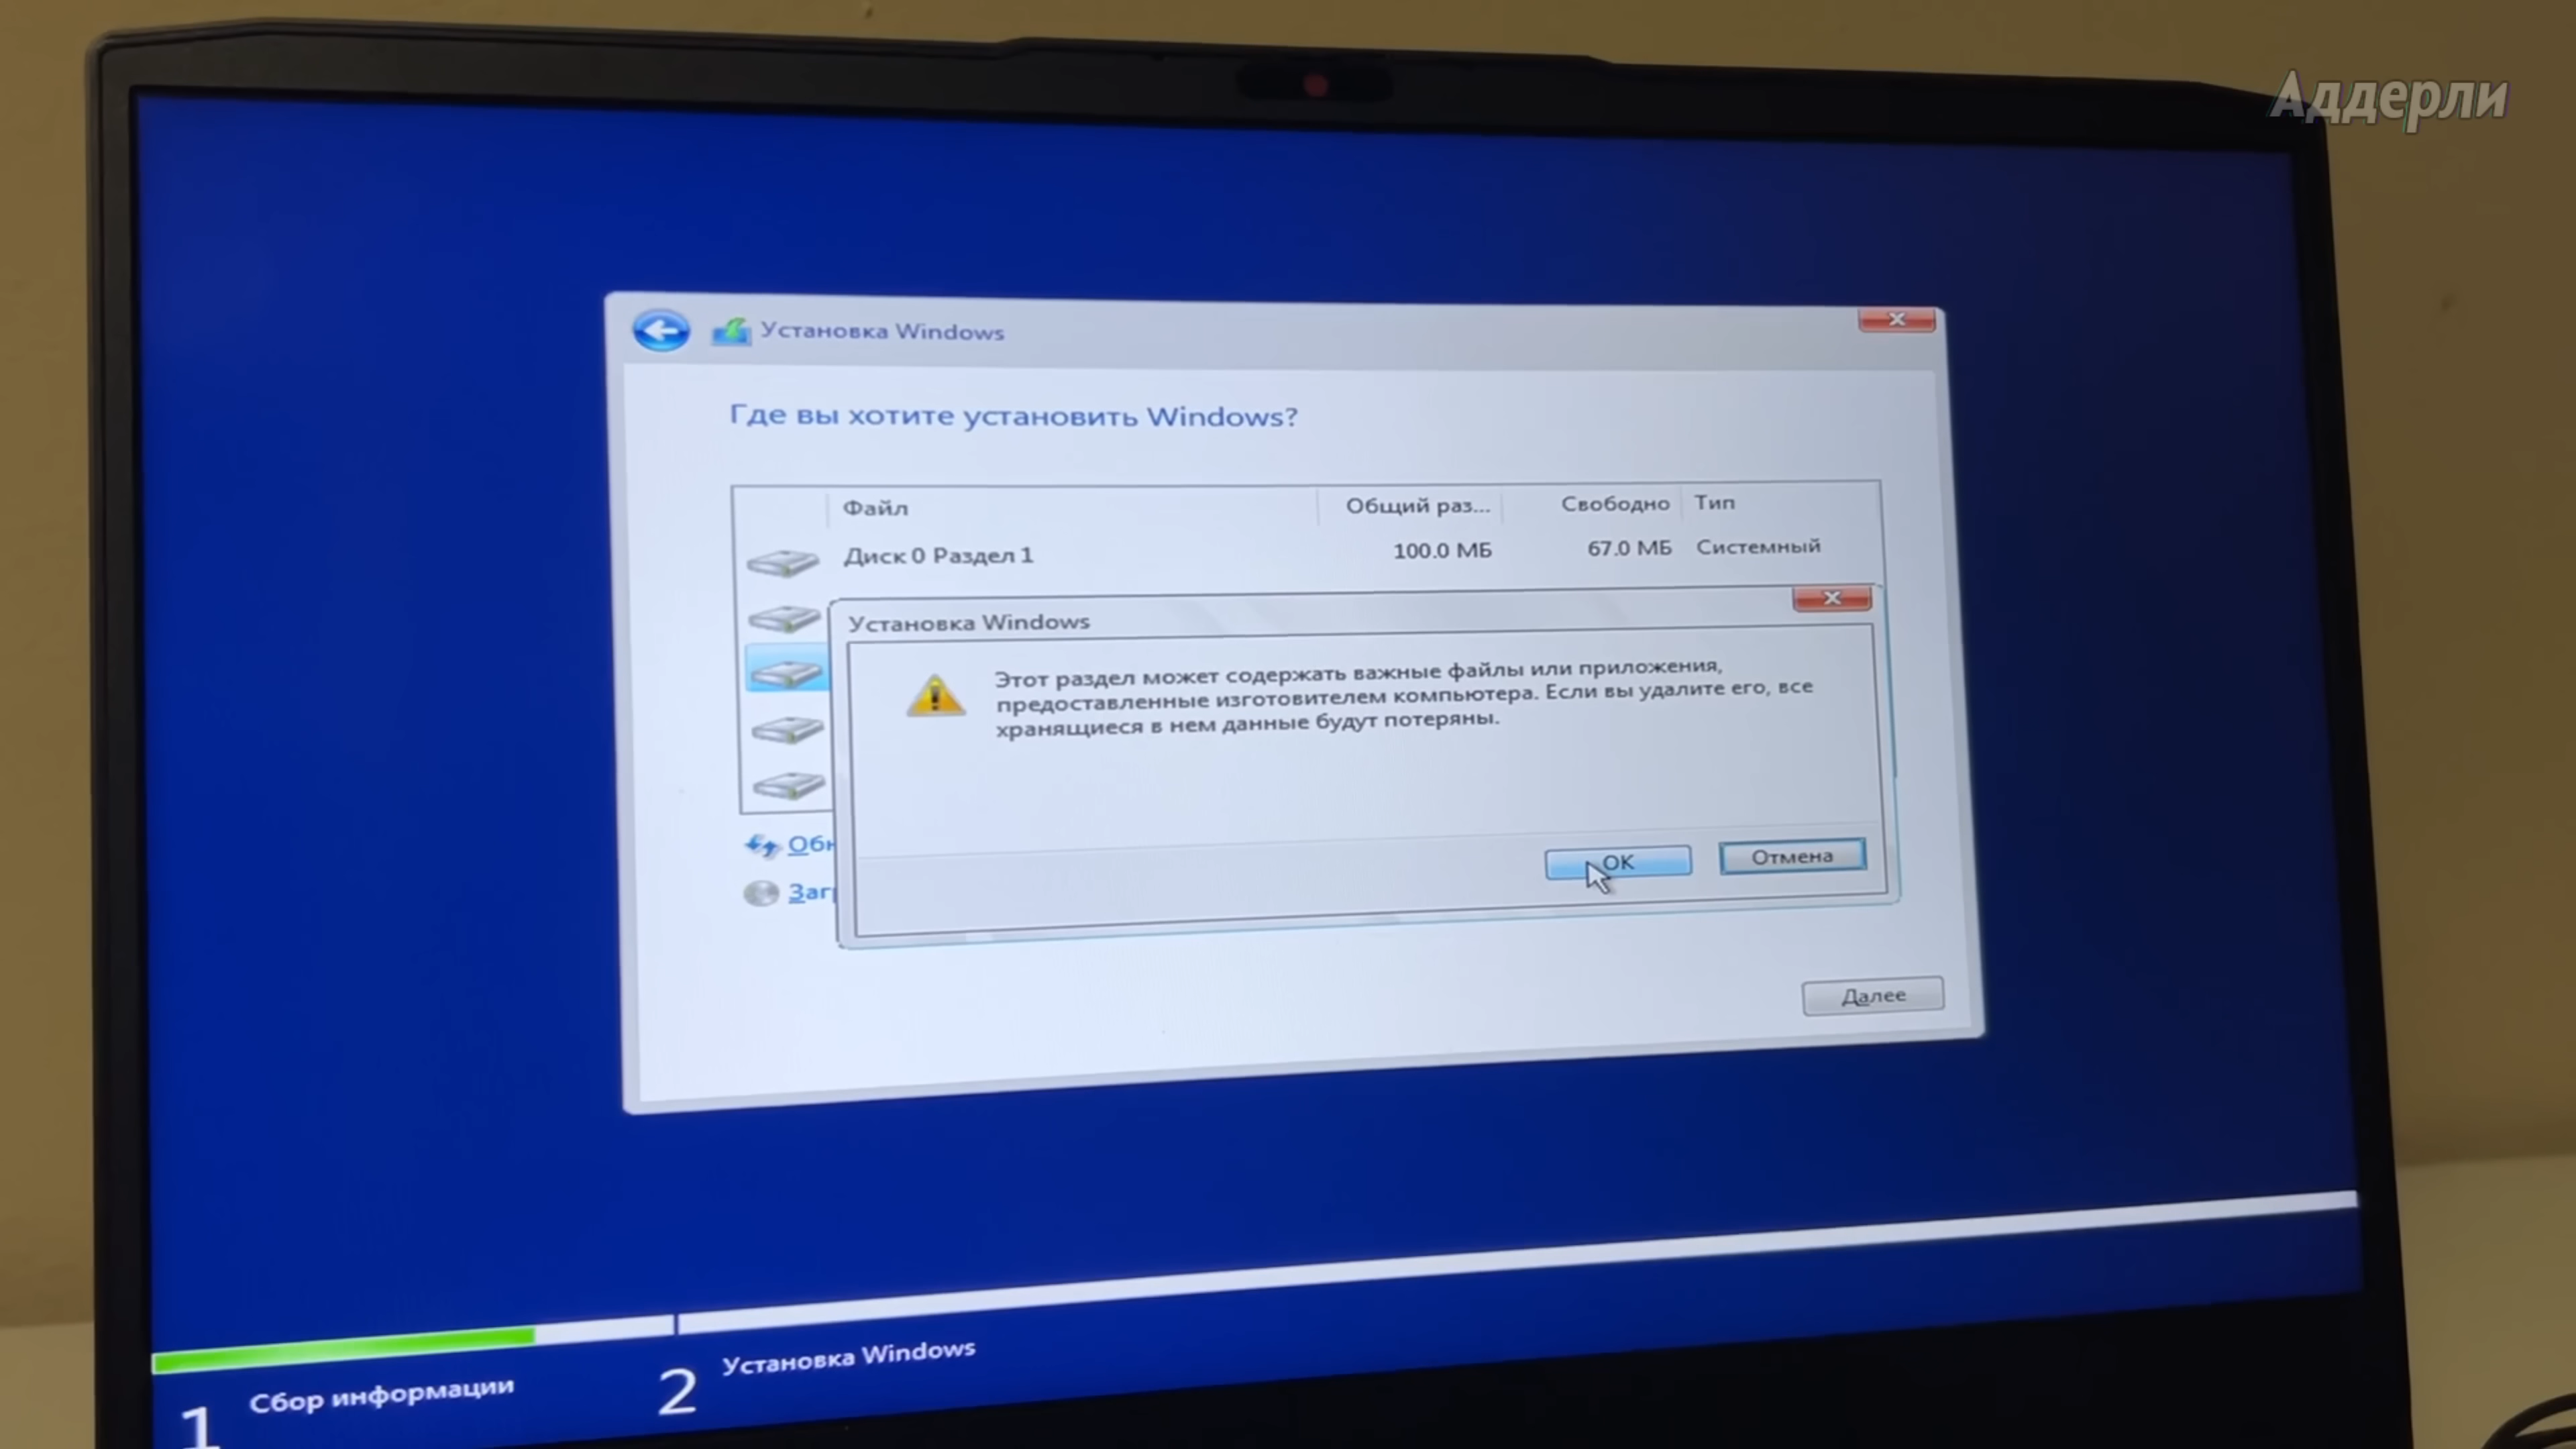 Аддерли
Установка Windows
Где вы хотите установить Windows?
Файл Общий раз... Свободно Тип
Диск 0 Раздел 1 100.0 МБ 67.0 МБ Системный
Установка Windows
Этот раздел может содержать важные файлы или приложения,
предоставленные изготовителем компьютера. Если вы удалите его, все
хранящиеся в нем данные будут потеряны.
Обн
OK Отмена
Заг
Далее
1 Сбор информации
2 Установка Windows